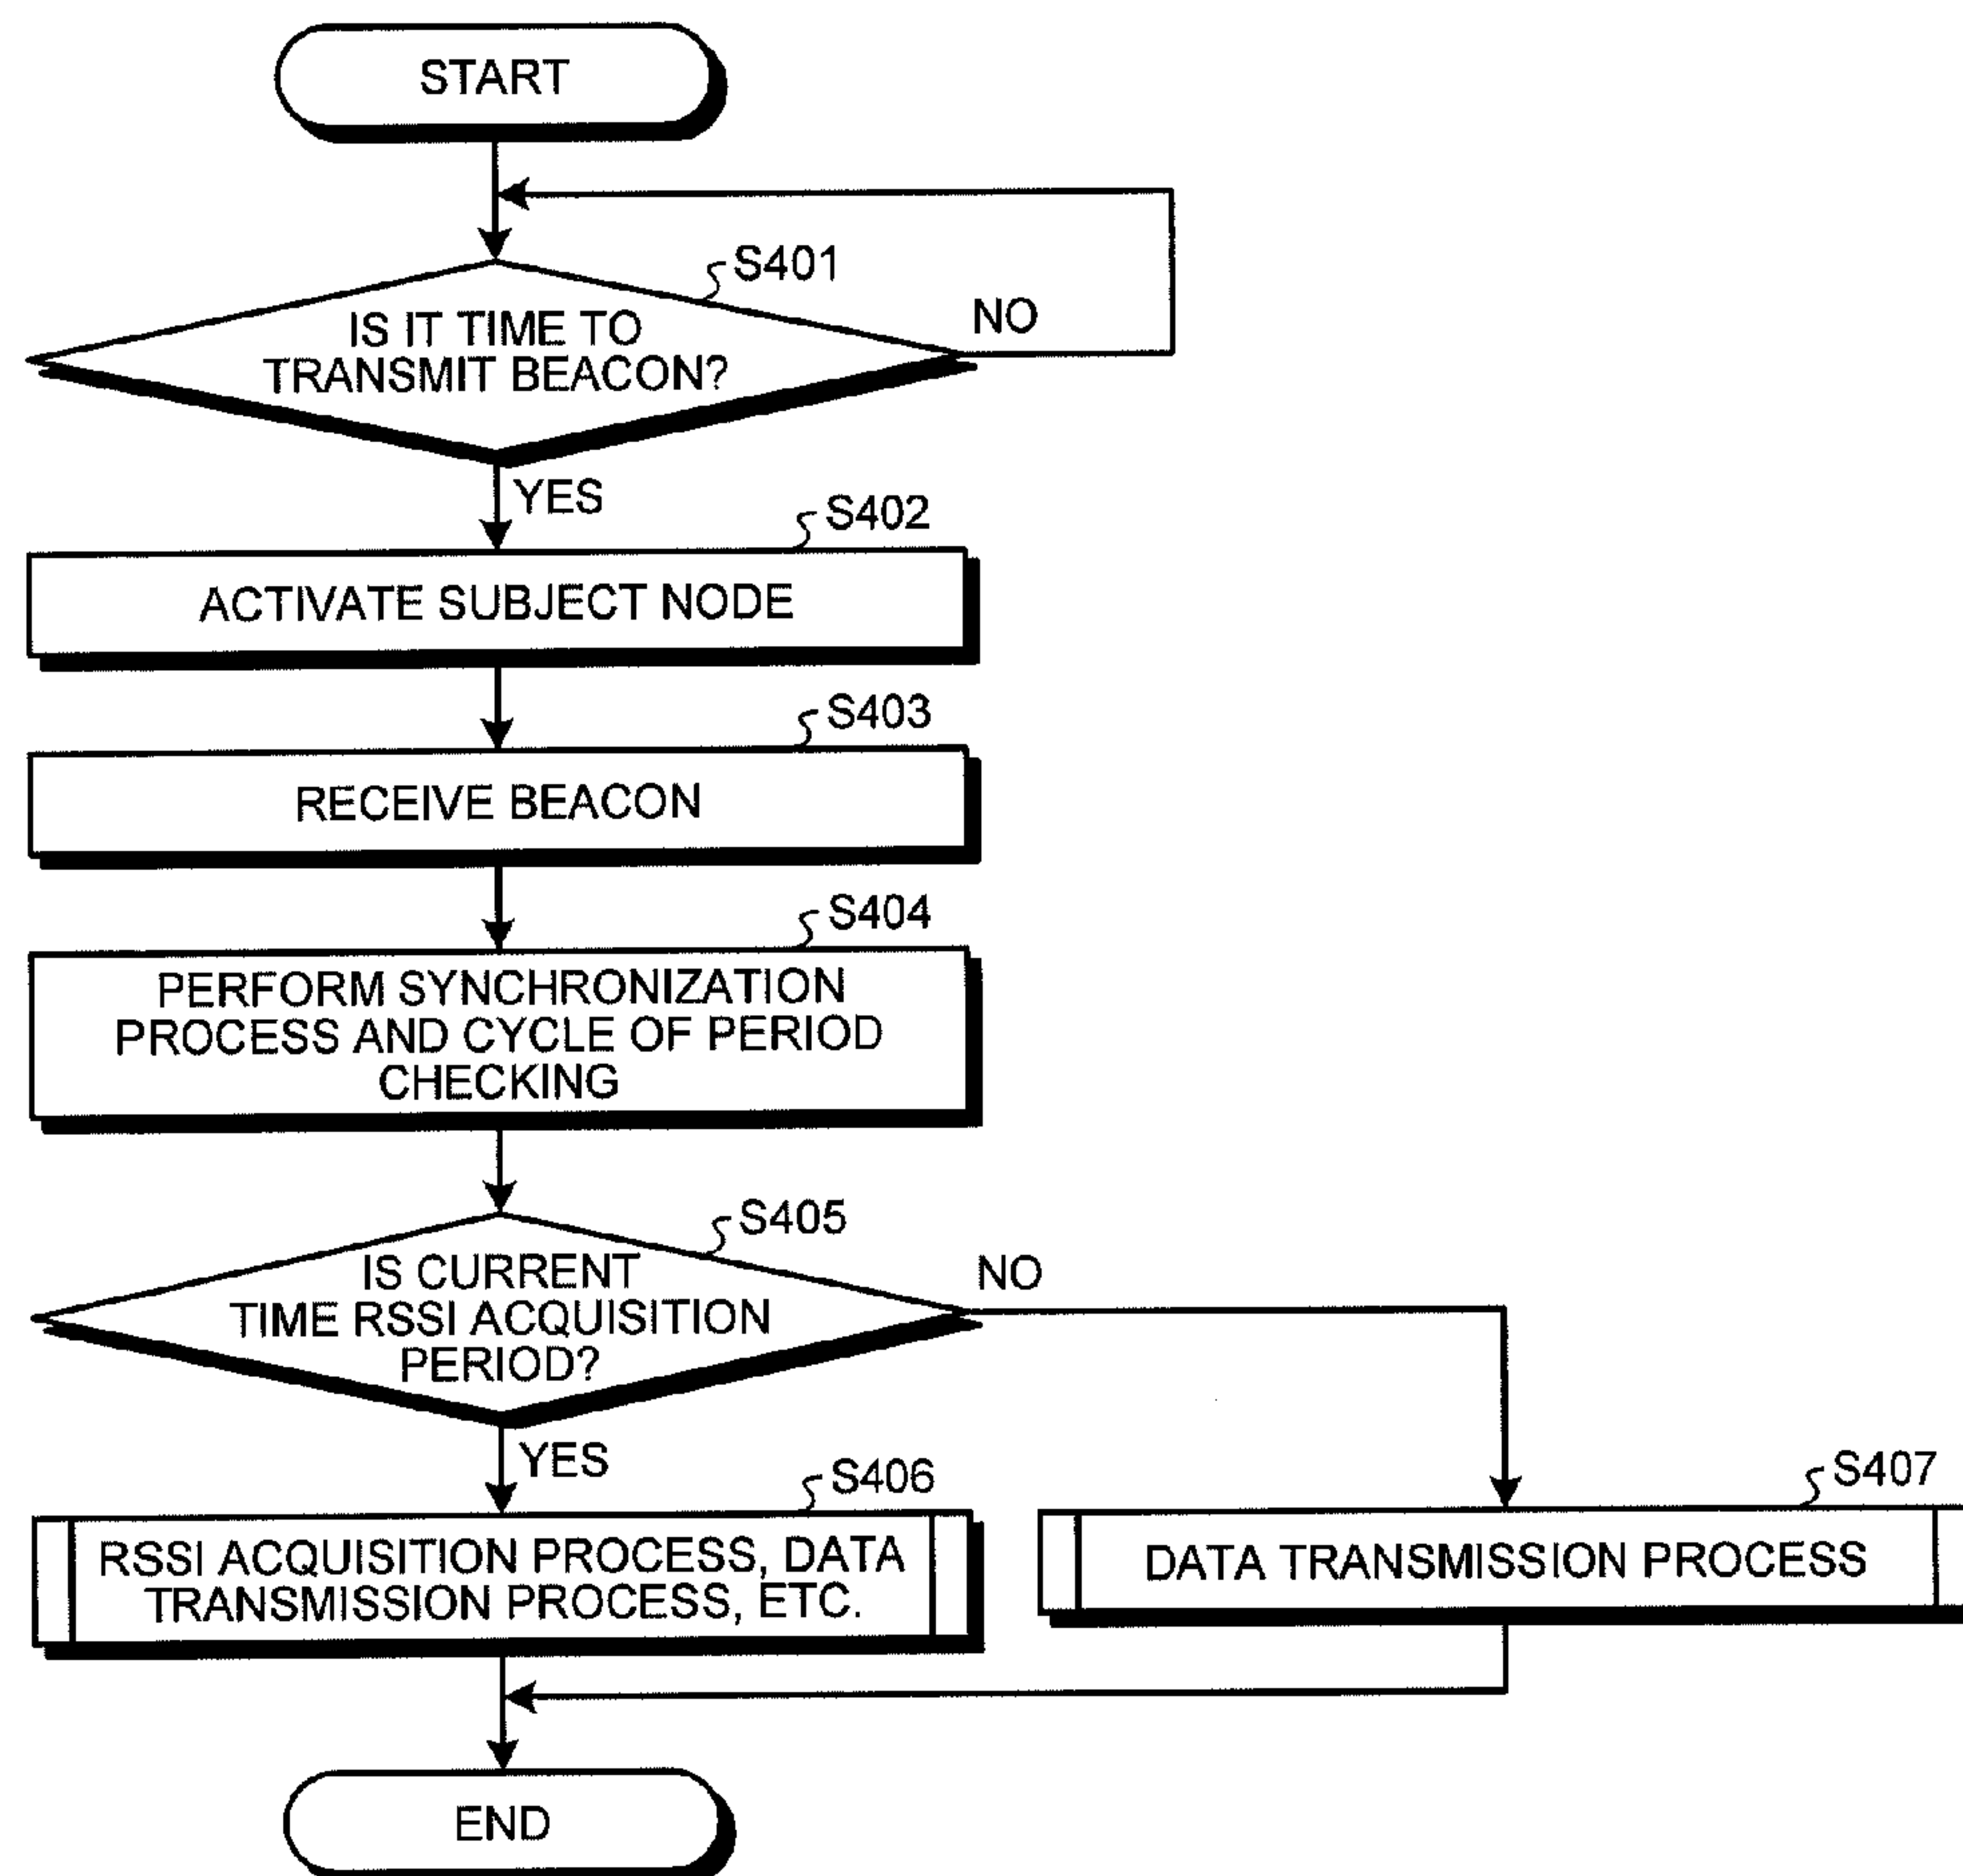 START
S401
IS IT TIME TO
TRANSMIT BEACON?
NO
YES
S402
ACTIVATE SUBJECT NODE
S403
RECEIVE BEACON
S404
PERFORM SYNCHRONIZATION
PROCESS AND CYCLE OF PERIOD
CHECKING
S405
IS CURRENT
TIME RSSI ACQUISITION
PERIOD?
NO
YES
S406
RSSI ACQUISITION PROCESS, DATA
TRANSMISSION PROCESS, ETC.
S407
DATA TRANSMISSION PROCESS
END